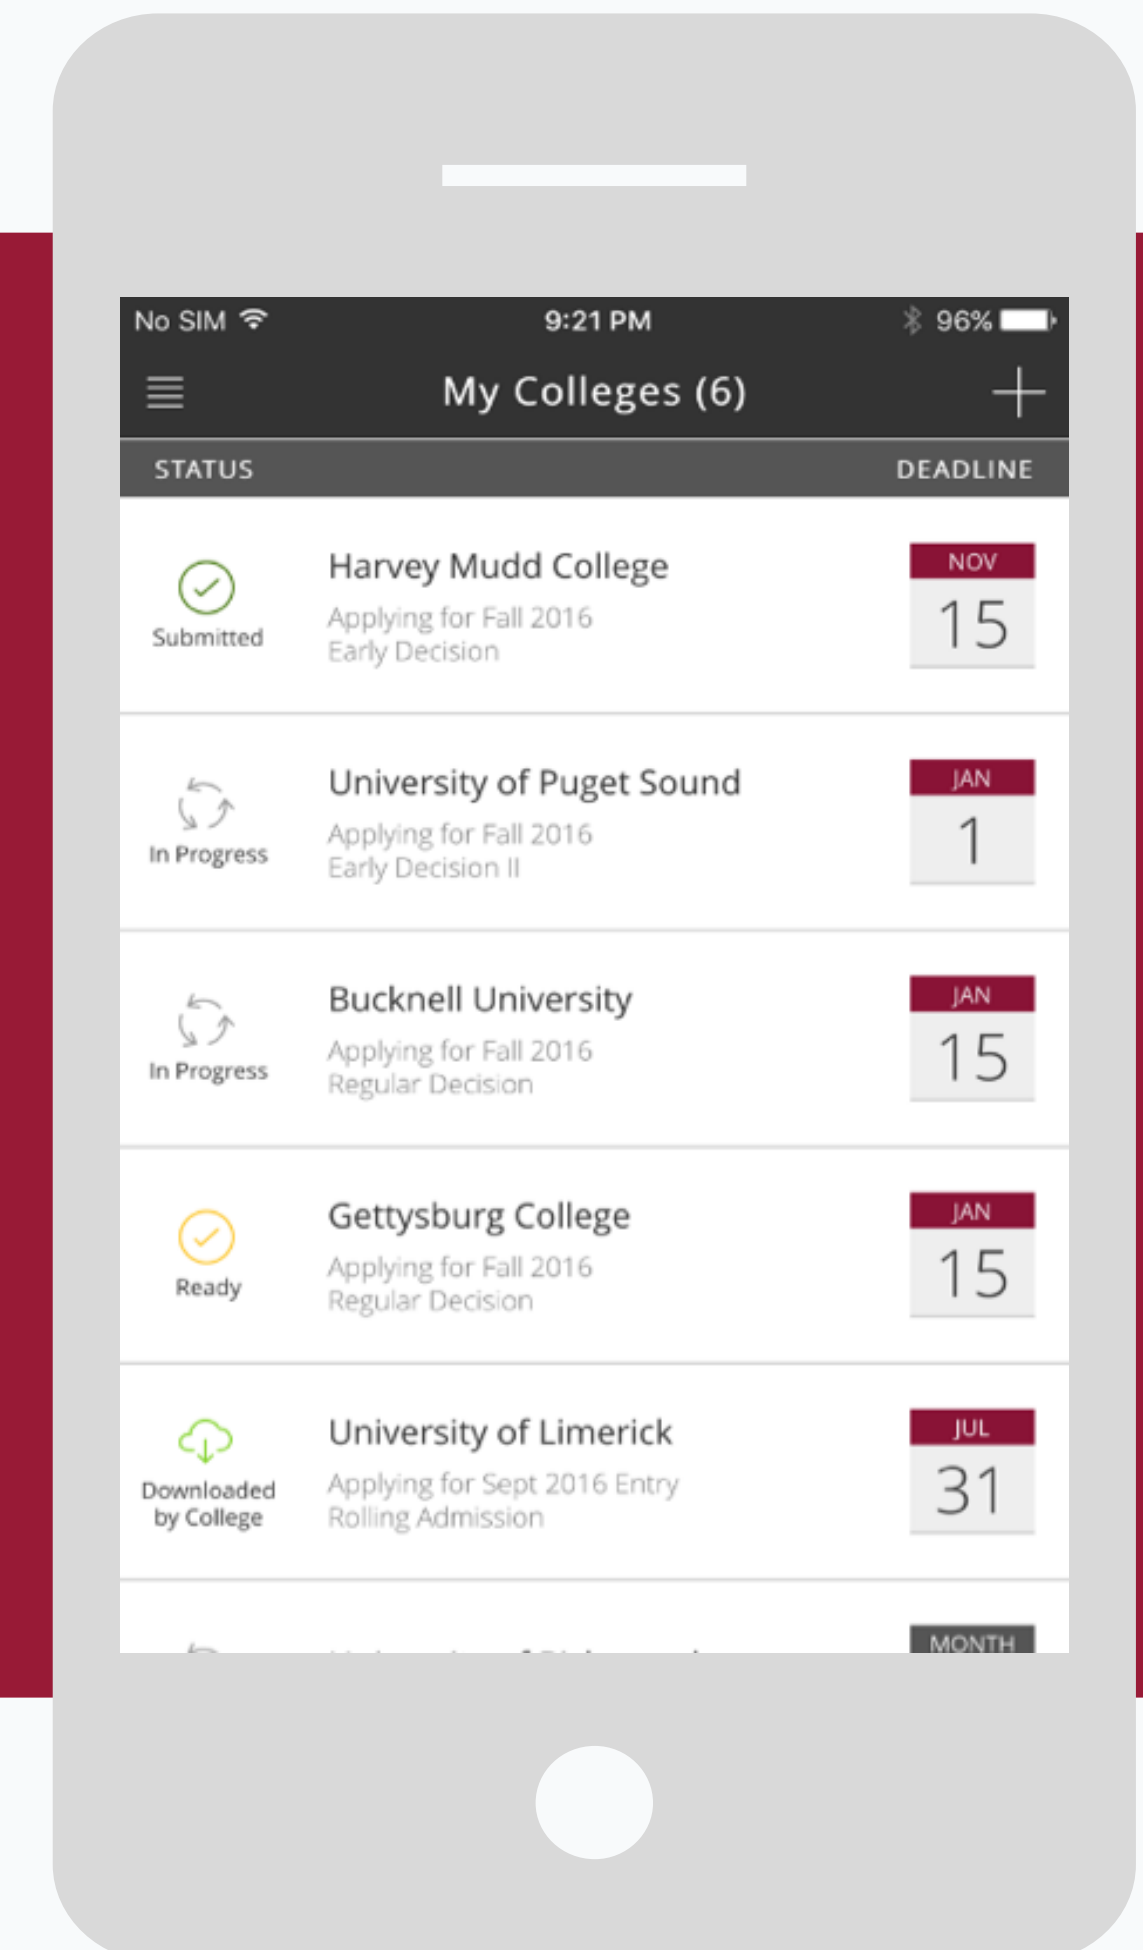 No SIM 9:21 PM 96%
My Colleges (6)
STATUS DEADLINE
Harvey Mudd College
Applying for Fall 2016
Early Decision
Submitted
NOV
15
University of Puget Sound
Applying for Fall 2016
Early Decision II
In Progress
JAN
1
Bucknell University
Applying for Fall 2016
Regular Decision
In Progress
JAN
15
Gettysburg College
Applying for Fall 2016
Regular Decision
Ready
JAN
15
University of Limerick
Applying for Sept 2016 Entry
Rolling Admission
Downloaded
by College
JUL
31
MONTH